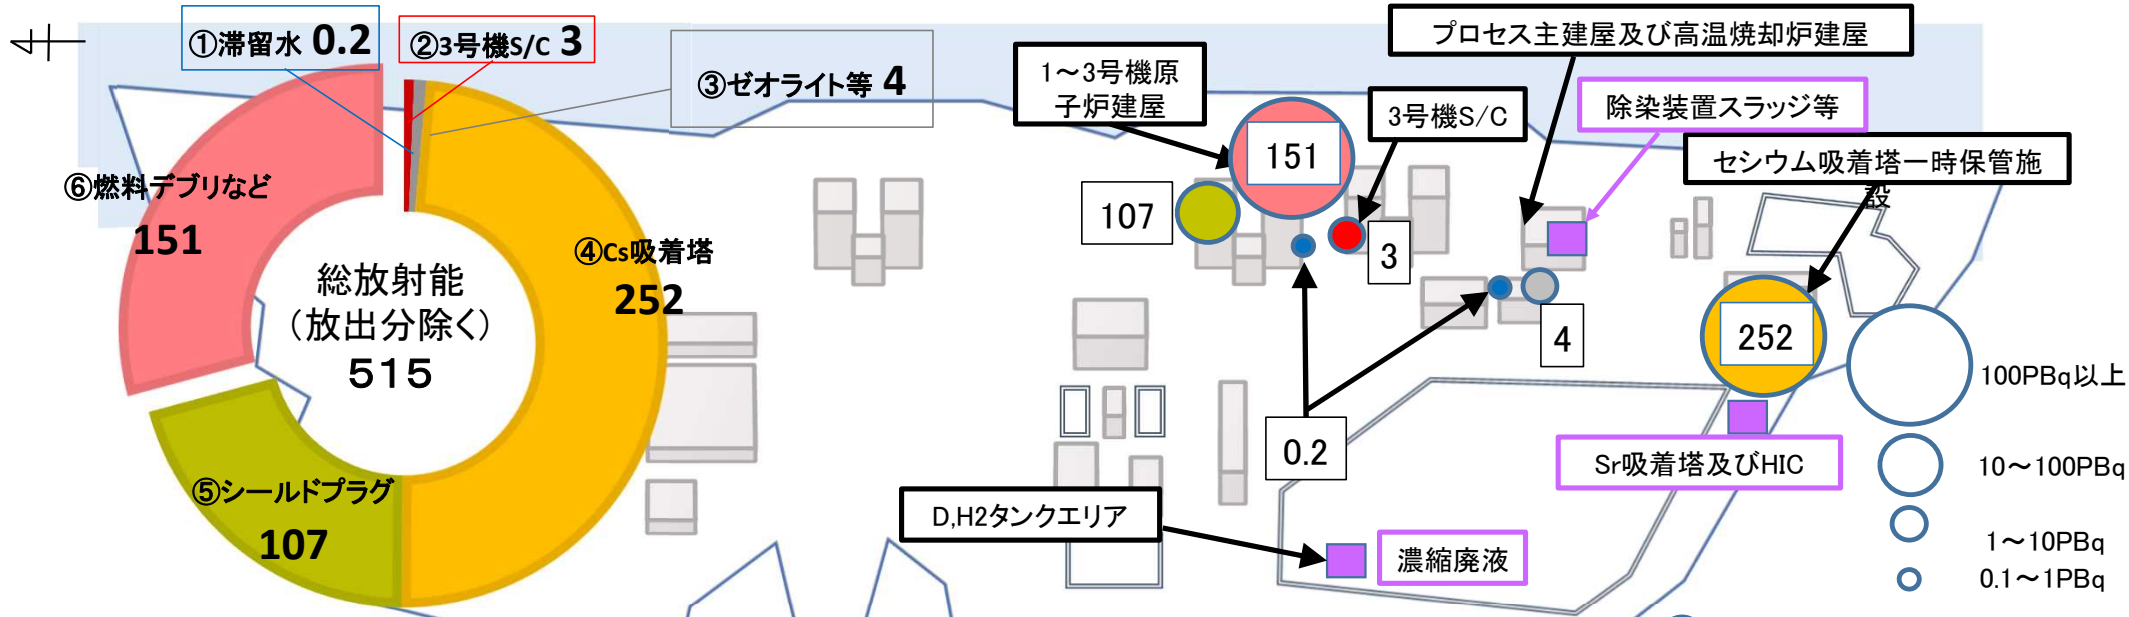 ①滞留水 0.2
②3号機S/C 3
③ゼオライト等 4
⑥燃料デブリなど
151
④Cs吸着塔
252
総放射能
（放出分除く）
515
⑤シールドプラグ
107
1～3号機原
子炉建屋
プロセス主建屋及び高温焼却炉建屋
3号機S/C
除染装置スラッジ等
セシウム吸着塔一時保管施
設
151
107
3
4
252
0.2
100PBq以上
10～100PBq
1～10PBq
0.1～1PBq
Sr吸着塔及びHIC
D,H2タンクエリア
濃縮廃液